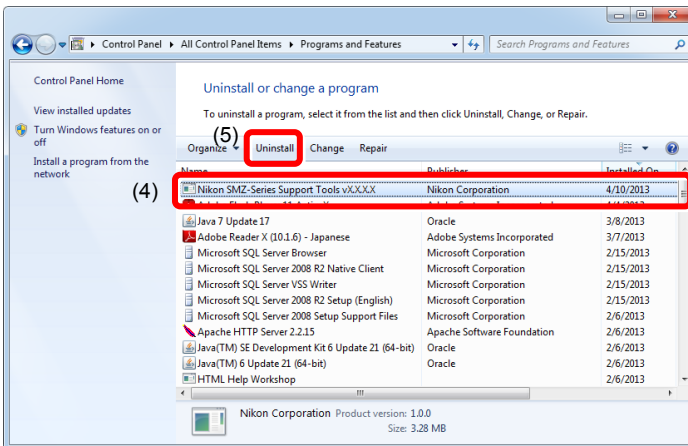 Control Panel ▸ All Control Panel Items ▸ Programs and Features
Search Programs and Features
Control Panel Home
View installed updates
Turn Windows features on or off
Install a program from the network
Uninstall or change a program
To uninstall a program, select it from the list and then click Uninstall, Change, or Repair.
(5)
Organize Uninstall Change Repair
Name Publisher Installed On
(4)
Nikon SMZ-Series Support Tools vX.X.X.X Nikon Corporation 4/10/2013
Java 7 Update 17 Oracle 3/8/2013
Adobe Reader X (10.1.6) - Japanese Adobe Systems Incorporated 3/7/2013
Microsoft SQL Server Browser Microsoft Corporation 2/15/2013
Microsoft SQL Server 2008 R2 Native Client Microsoft Corporation 2/15/2013
Microsoft SQL Server VSS Writer Microsoft Corporation 2/15/2013
Microsoft SQL Server 2008 R2 Setup (English) Microsoft Corporation 2/15/2013
Microsoft SQL Server 2008 Setup Support Files Microsoft Corporation 2/6/2013
Apache HTTP Server 2.2.15 Apache Software Foundation 2/6/2013
Java(TM) SE Development Kit 6 Update 21 (64-bit) Oracle 2/6/2013
Java(TM) 6 Update 21 (64-bit) Oracle 2/6/2013
HTML Help Workshop 2/6/2013
Nikon Corporation Product version: 1.0.0
Size: 3.28 MB